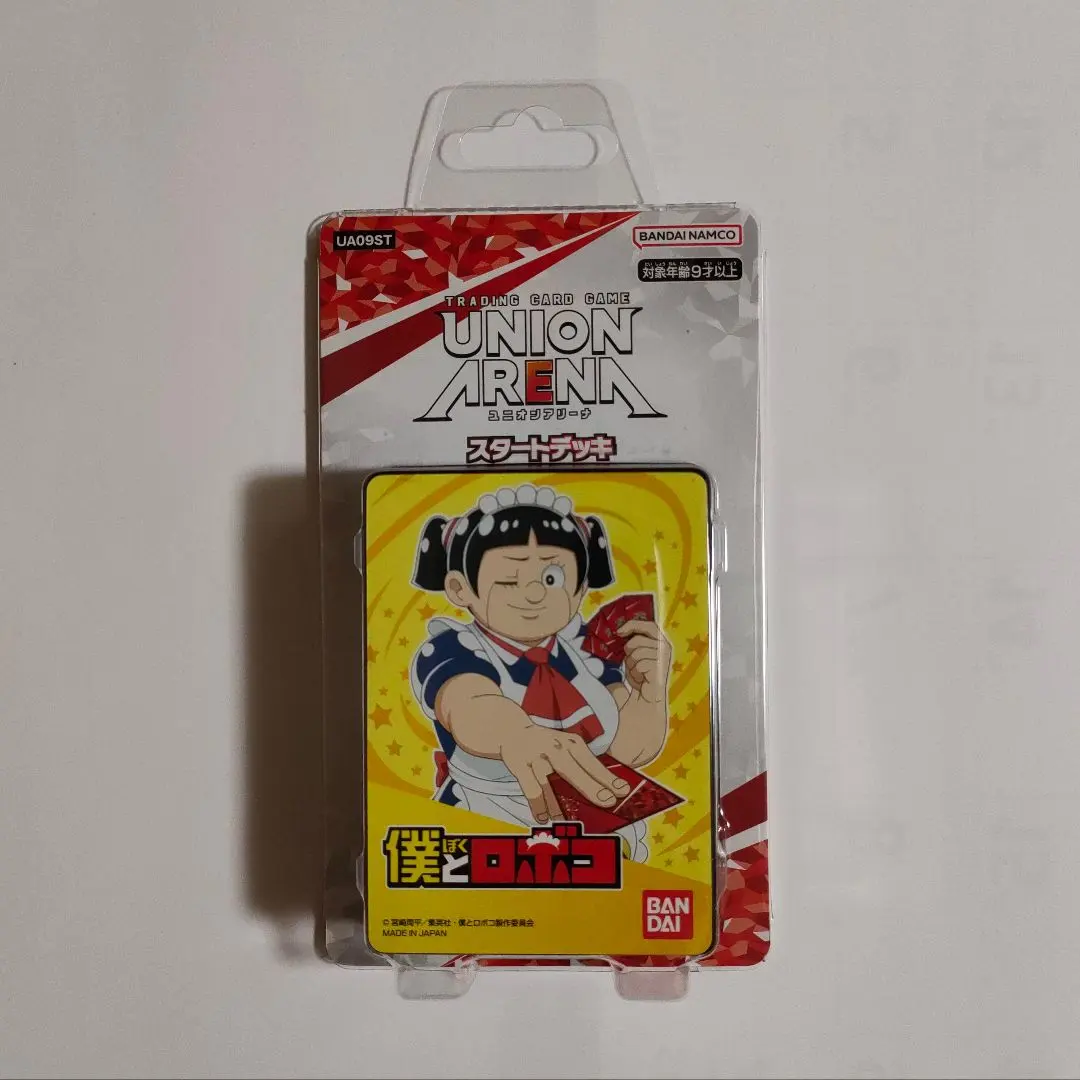 UA09ST
BANDAI NAMCO
対象年齢9才以上
TRADING CARD GAME
UNION
ARENA
ユニオンアリーナ
スタートデッキ
僕とロボコ
ぼく
© 宮崎周平/集英社・僕とロボコ製作委員会
MADE IN JAPAN
BAN
DAI